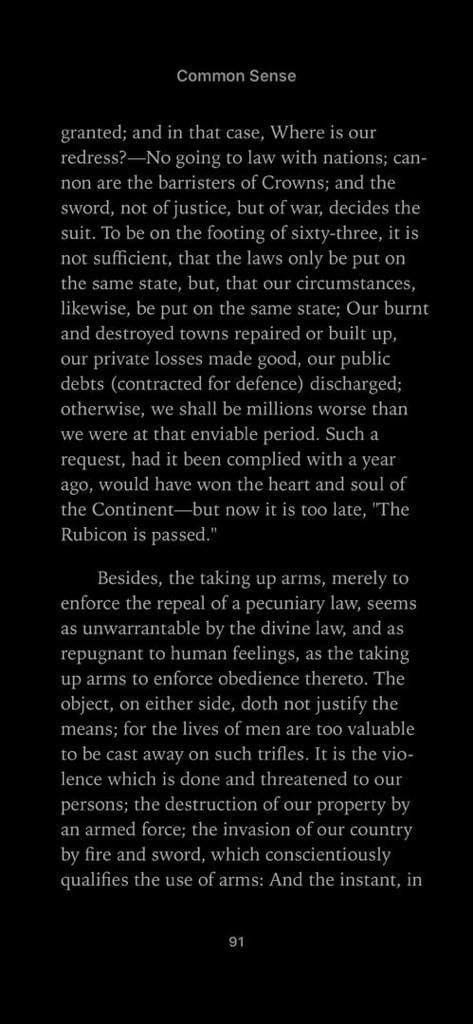 Common Sense
granted; and in that case, Where is our
redress?—No going to law with nations; can-
non are the barristers of Crowns; and the
sword, not of justice, but of war, decides the
suit. To be on the footing of sixty-three, it is
not sufficient, that the laws only be put on
the same state, but, that our circumstances,
likewise, be put on the same state; Our burnt
and destroyed towns repaired or built up,
our private losses made good, our public
debts (contracted for defence) discharged;
otherwise, we shall be millions worse than
we were at that enviable period. Such a
request, had it been complied with a year
ago, would have won the heart and soul of
the Continent—but now it is too late, "The
Rubicon is passed."
Besides, the taking up arms, merely to
enforce the repeal of a pecuniary law, seems
as unwarrantable by the divine law, and as
repugnant to human feelings, as the taking
up arms to enforce obedience thereto. The
object, on either side, doth not justify the
means; for the lives of men are too valuable
to be cast away on such trifles. It is the vio-
lence which is done and threatened to our
persons; the destruction of our property by
an armed force; the invasion of our country
by fire and sword, which conscientiously
qualifies the use of arms: And the instant, in
91